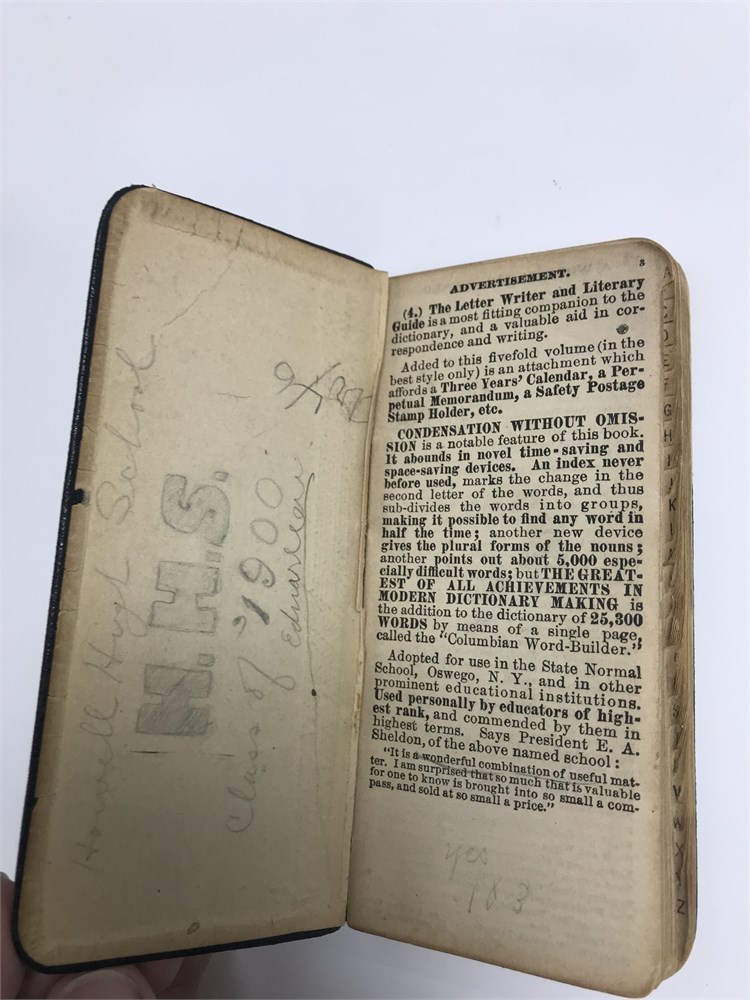 Howell High School
H.H.S.
Class of '1900.
3
ADVERTISEMENT.
(4.) The Letter Writer and Literary
Guide is a most fitting companion to the
dictionary, and a valuable aid in cor-
respondence and writing.
Added to this fivefold volume (in the
best style only) is an attachment which
affords a Three Years' Calendar, a Per-
petual Memorandum, a Safety Postage
Stamp Holder, etc.
CONDENSATION WITHOUT OMIS-
SION is a notable feature of this book.
It abounds in novel time-saving and
space-saving devices. An index never
before used, marks the change in the
second letter of the words, and thus
sub-divides the words into groups,
making it possible to find any word in
half the time; another new device
gives the plural forms of the nouns;
another points out about 5,000 espe-
cially difficult words; but THE GREAT-
EST OF ALL ACHIEVEMENTS IN
MODERN DICTIONARY MAKING is
the addition to the dictionary of 25,300
WORDS by means of a single page,
called the "Columbian Word-Builder."
Adopted for use in the State Normal
School, Oswego, N. Y., and in other
prominent educational institutions.
Used personally by educators of high-
est rank, and commended by them in
highest terms. Says President E. A.
Sheldon, of the above named school:
"It is a wonderful combination of useful mat-
ter. I am surprised that so much that is valuable
for one to know is brought into so small a com-
pass, and sold at so small a price."
yes
103